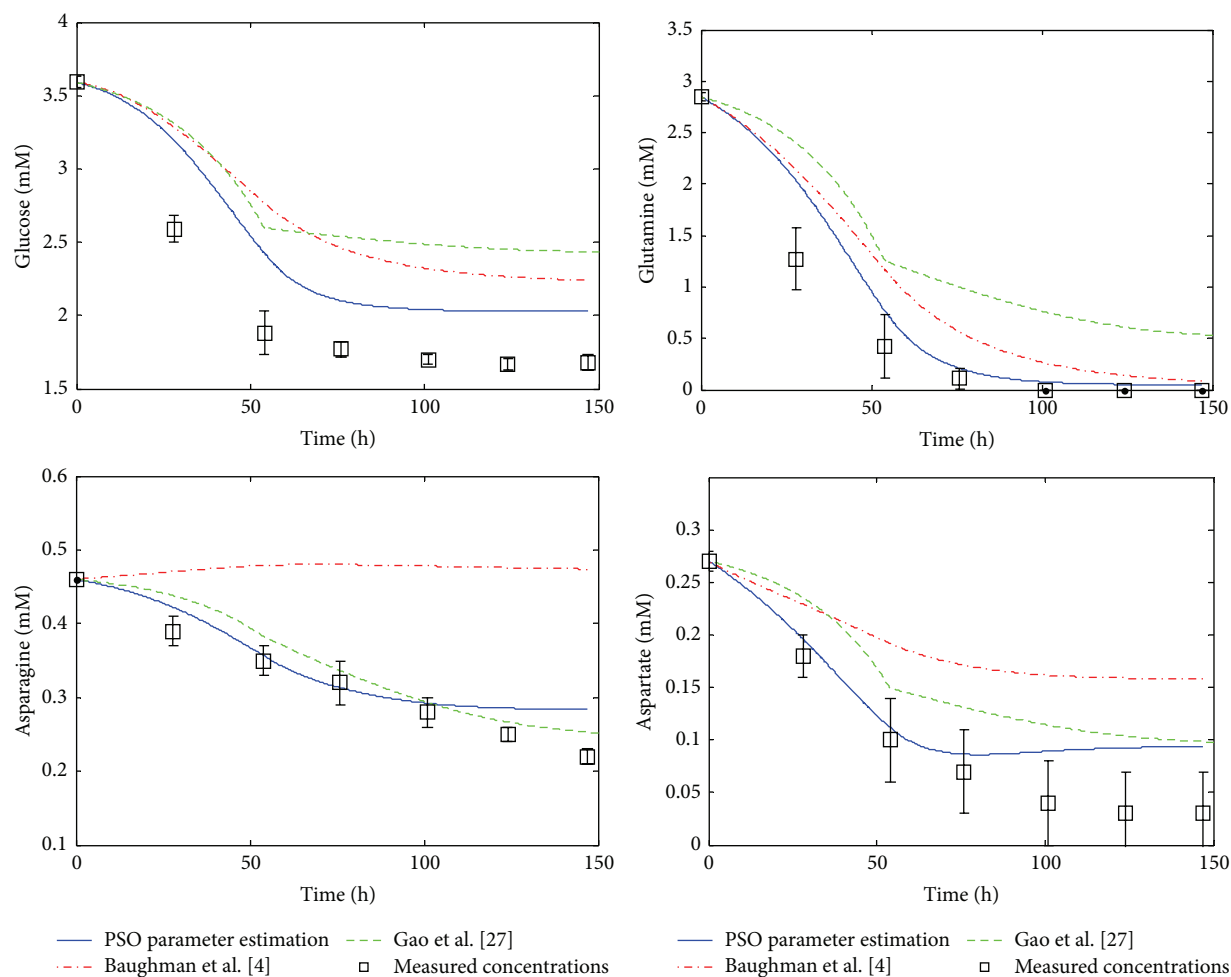 4
3.5
3
2.5
2
1.5
Glucose (mM)
0
50
100
150
Time (h)
3.5
3
2.5
2
1.5
1
0.5
0
Glutamine (mM)
0
50
100
150
Time (h)
0.6
0.5
0.4
0.3
0.2
0.1
Asparagine (mM)
0
50
100
150
Time (h)
0.3
0.25
0.2
0.15
0.1
0.05
0
Aspartate (mM)
0
50
100
150
Time (h)
PSO parameter estimation
Baughman et al. [4]
Gao et al. [27]
Measured concentrations
PSO parameter estimation
Baughman et al. [4]
Gao et al. [27]
Measured concentrations